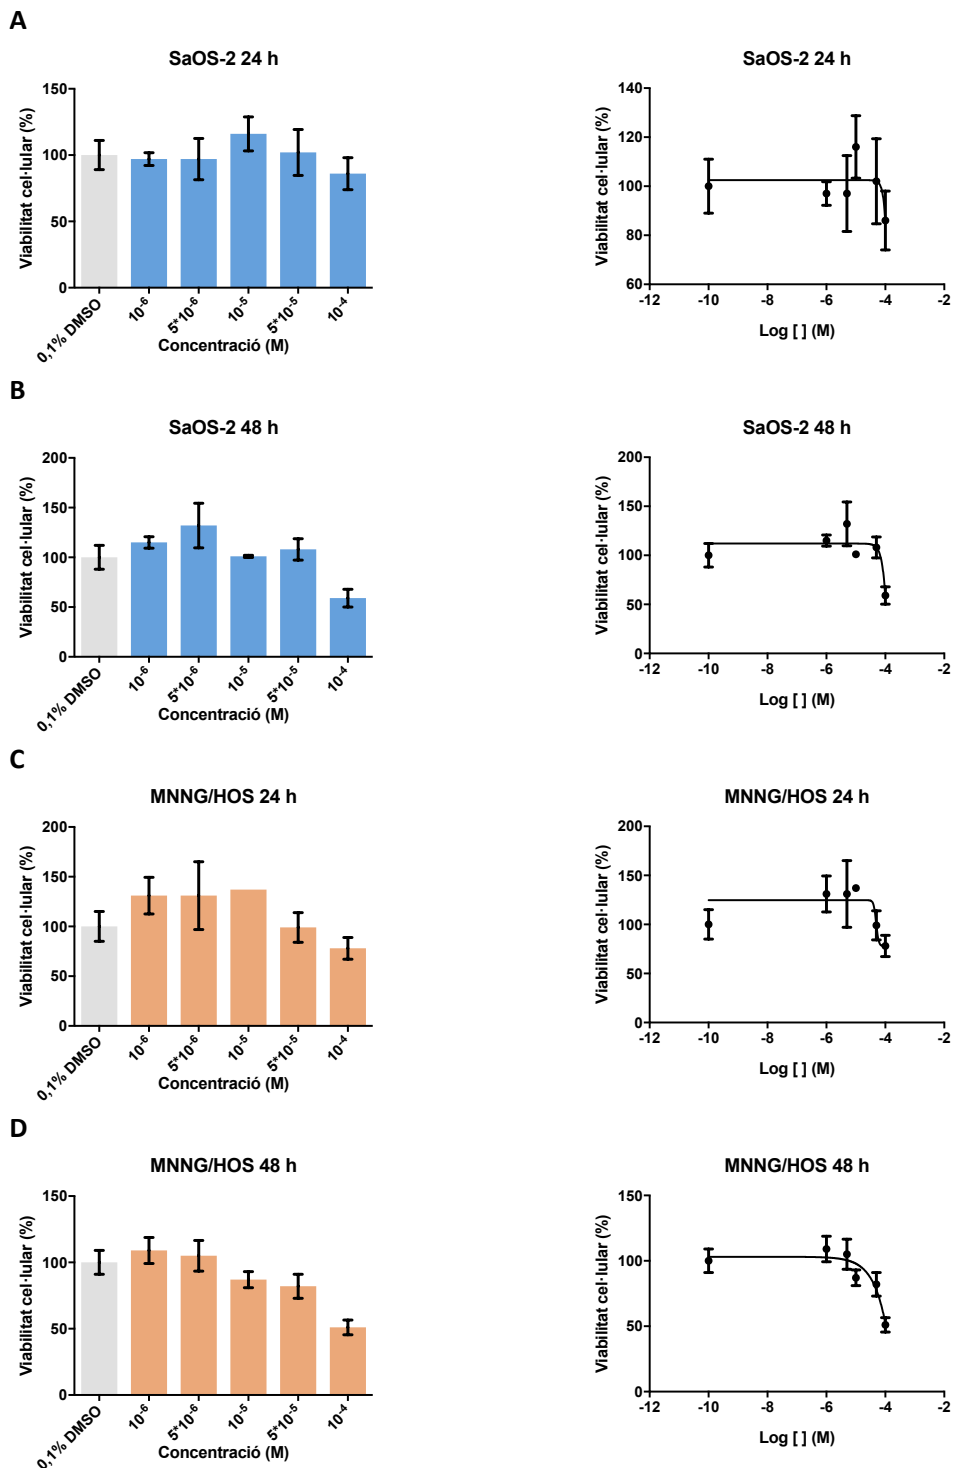 A
SaOS-2 24 h
Viabilitat cel·lular (%)
150
100
50
0
0,1% DMSO
10⁻⁶
5*10⁻⁶
10⁻⁵
5*10⁻⁵
10⁻⁴
Concentració (M)
SaOS-2 24 h
Viabilitat cel·lular (%)
140
120
100
80
60
-12
-10
-8
-6
-4
-2
Log [ ] (M)
B
SaOS-2 48 h
Viabilitat cel·lular (%)
200
150
100
50
0
0,1% DMSO
10⁻⁶
5*10⁻⁶
10⁻⁵
5*10⁻⁵
10⁻⁴
Concentració (M)
SaOS-2 48 h
Viabilitat cel·lular (%)
200
150
100
50
0
-12
-10
-8
-6
-4
-2
Log [ ] (M)
C
MNNG/HOS 24 h
Viabilitat cel·lular (%)
200
150
100
50
0
0,1% DMSO
10⁻⁶
5*10⁻⁶
10⁻⁵
5*10⁻⁵
10⁻⁴
Concentració (M)
MNNG/HOS 24 h
Viabilitat cel·lular (%)
200
150
100
50
0
-12
-10
-8
-6
-4
-2
Log [ ] (M)
D
MNNG/HOS 48 h
Viabilitat cel·lular (%)
150
100
50
0
0,1% DMSO
10⁻⁶
5*10⁻⁶
10⁻⁵
5*10⁻⁵
10⁻⁴
Concentració (M)
MNNG/HOS 48 h
Viabilitat cel·lular (%)
150
100
50
0
-12
-10
-8
-6
-4
-2
Log [ ] (M)